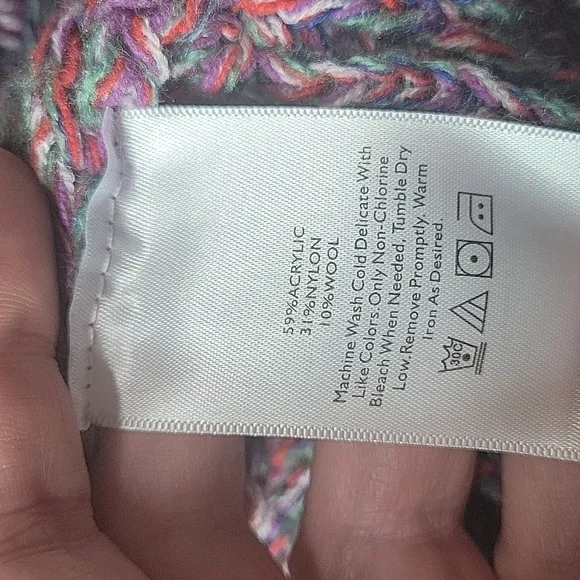 59%ACRYLIC
31%NYLON
10%WOOL
Machine Wash Cold Delicate With
Like Colors. Only Non-Chlorine
Bleach When Needed. Tumble Dry
Low. Remove Promptly. Warm
Iron As Desired.
30C